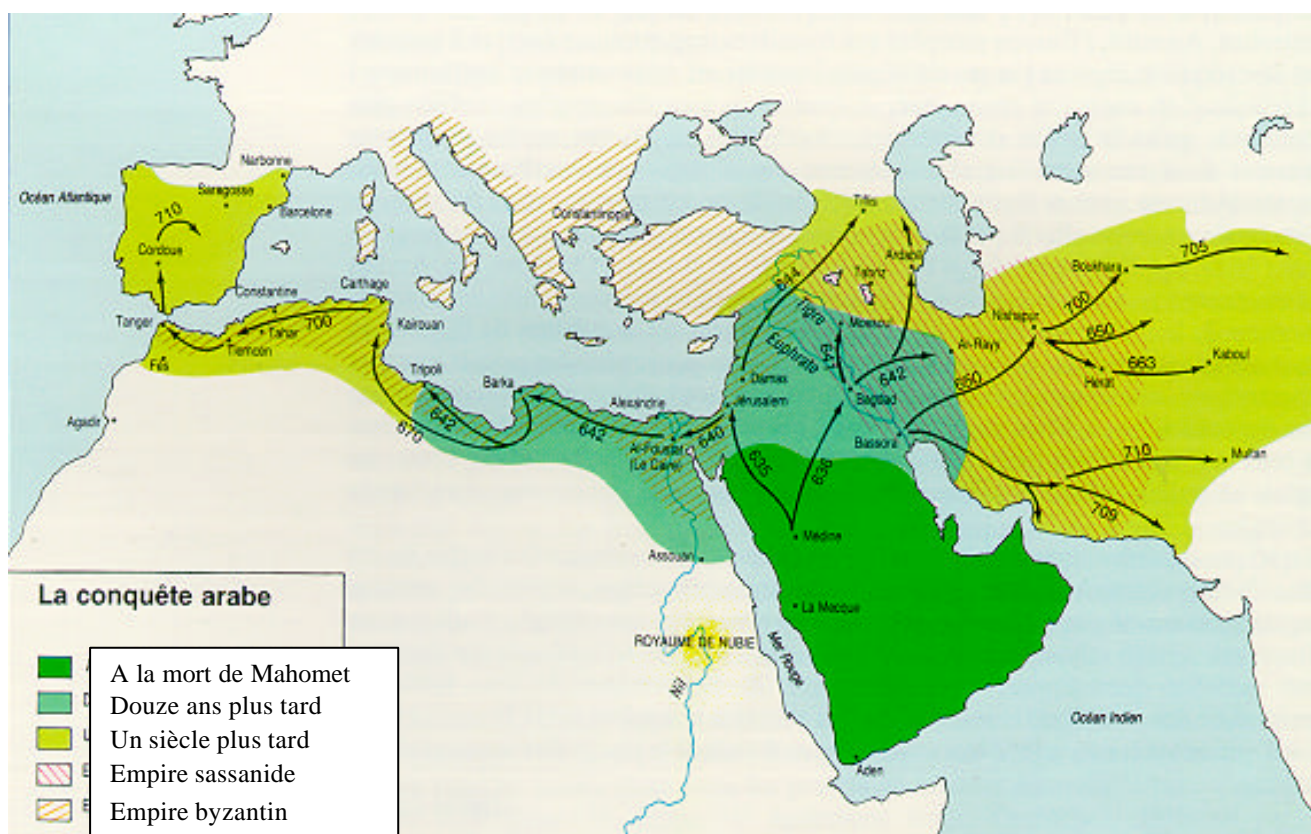 Narbonne
Océan Atlantique
Saragosse
Barcelone
710
Cordoue
Constantinople
Tiflis
Constantine
Carthage
Tanger
700
Tahar
Kairouan
Tlemcen
Fès
Agadir
Tripoli
Barka
Alexandrie
642
670
642
Al-Foustat
(Le Caire)
640
Assouan
644
Ardabil
Tabriz
Tigre
Mossoul
Euphrate
641
Damas
Jérusalem
642
Al-Rayy
Bagdad
Bassora
650
635
636
Boukhara
705
700
Nishapur
650
Hérat
663
Kaboul
710
Multan
709
Médine
La Mecque
Mer Rouge
ROYAUME DE NUBIE
Nil
Aden
Océan Indien
La conquête arabe
A la mort de Mahomet
Douze ans plus tard
Un siècle plus tard
Empire sassanide
Empire byzantin